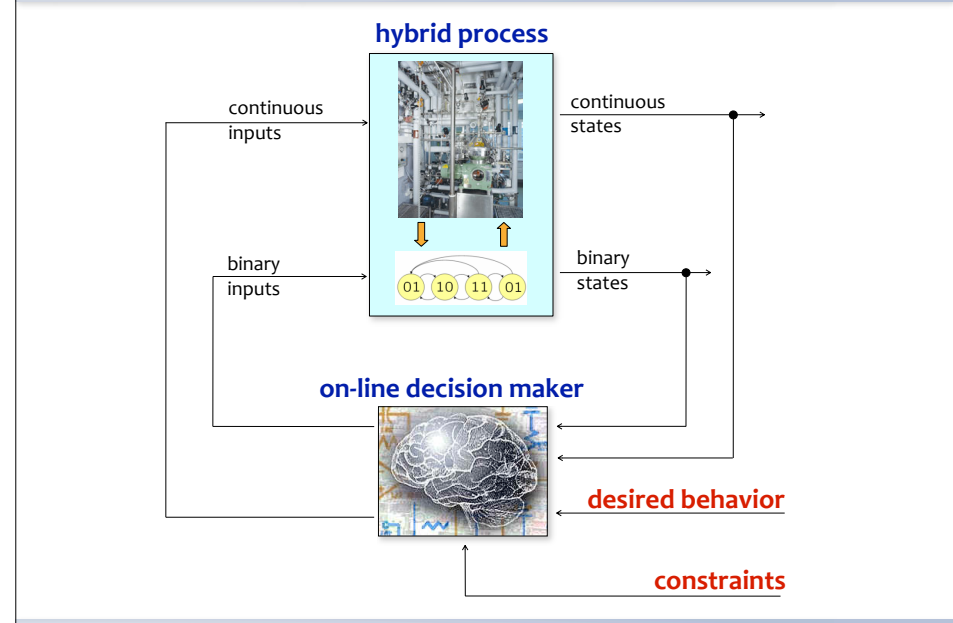 hybrid process
continuous
inputs
continuous
states
binary
inputs
binary
states
01 10 11 01
on-line decision maker
desired behavior
constraints